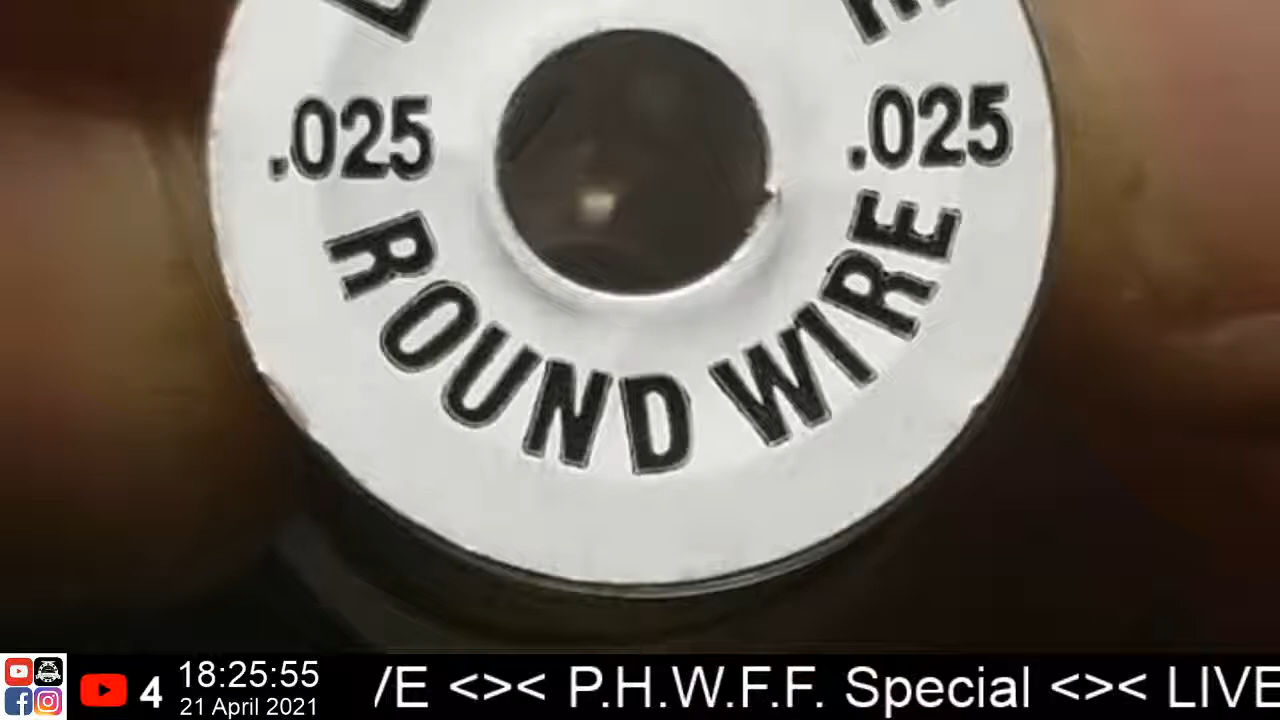 .025 .025
ROUND WIRE
4 18:25:55 /E <>< P.H.W.F.F. Special <>< LIVE
21 April 2021